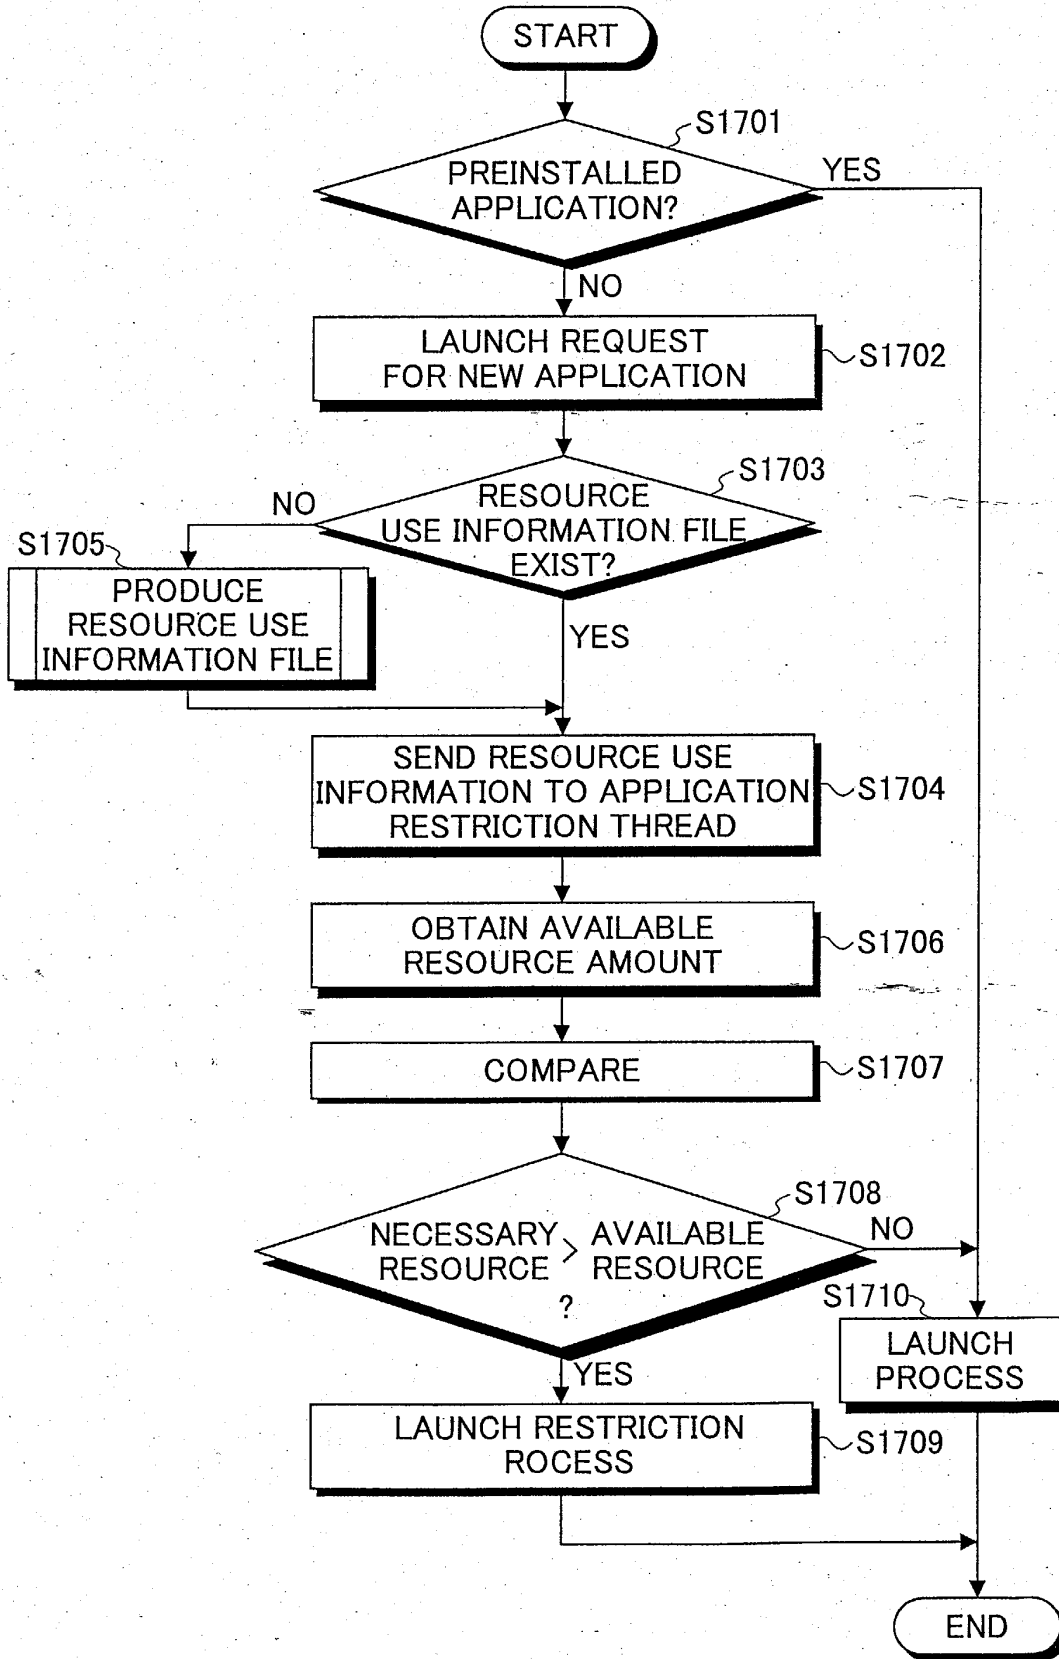 START
S1701
PREINSTALLED
APPLICATION?
YES
NO
LAUNCH REQUEST
FOR NEW APPLICATION
S1702
S1703
RESOURCE
USE INFORMATION FILE
EXIST?
NO
YES
S1705
PRODUCE
RESOURCE USE
INFORMATION FILE
SEND RESOURCE USE
INFORMATION TO APPLICATION
RESTRICTION THREAD
S1704
OBTAIN AVAILABLE
RESOURCE AMOUNT
S1706
COMPARE
S1707
S1708
NECESSARY > AVAILABLE
RESOURCE RESOURCE
?
NO
YES
S1710
LAUNCH
PROCESS
LAUNCH RESTRICTION
ROCESS
S1709
END